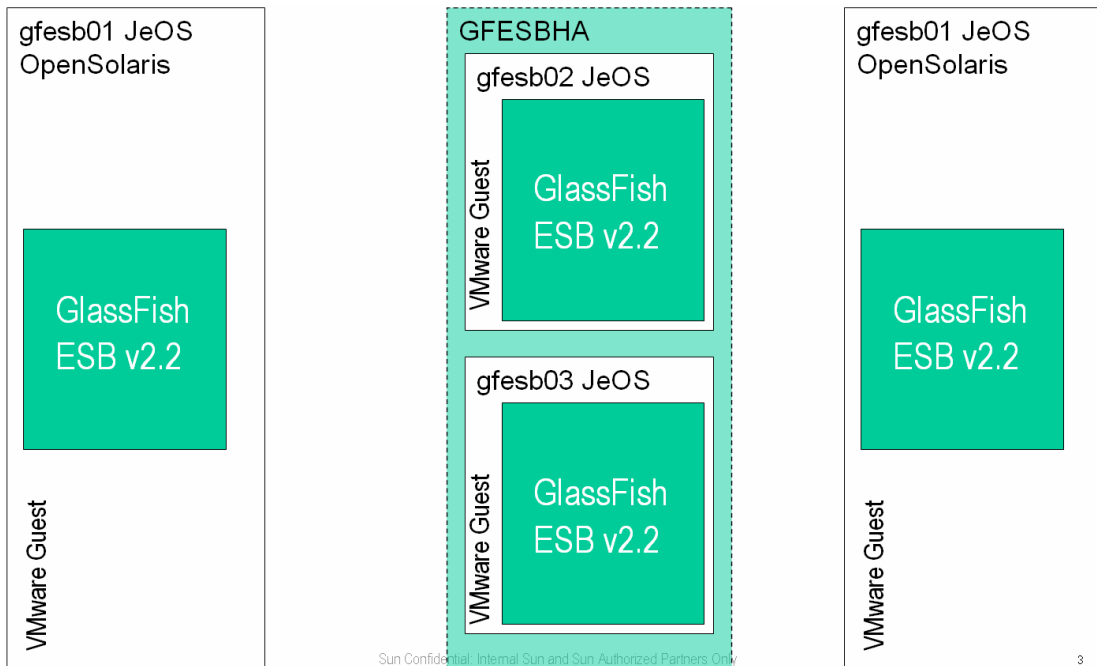 gfesb01 JeOS
OpenSolaris
GlassFish
ESB v2.2
VMware Guest
GFESBHA
gfesb02 JeOS
VMware Guest
GlassFish
ESB v2.2
gfesb03 JeOS
VMware Guest
GlassFish
ESB v2.2
gfesb01 JeOS
OpenSolaris
GlassFish
ESB v2.2
VMware Guest
Sun Confidential: Internal Sun and Sun Authorized Partners Only
3